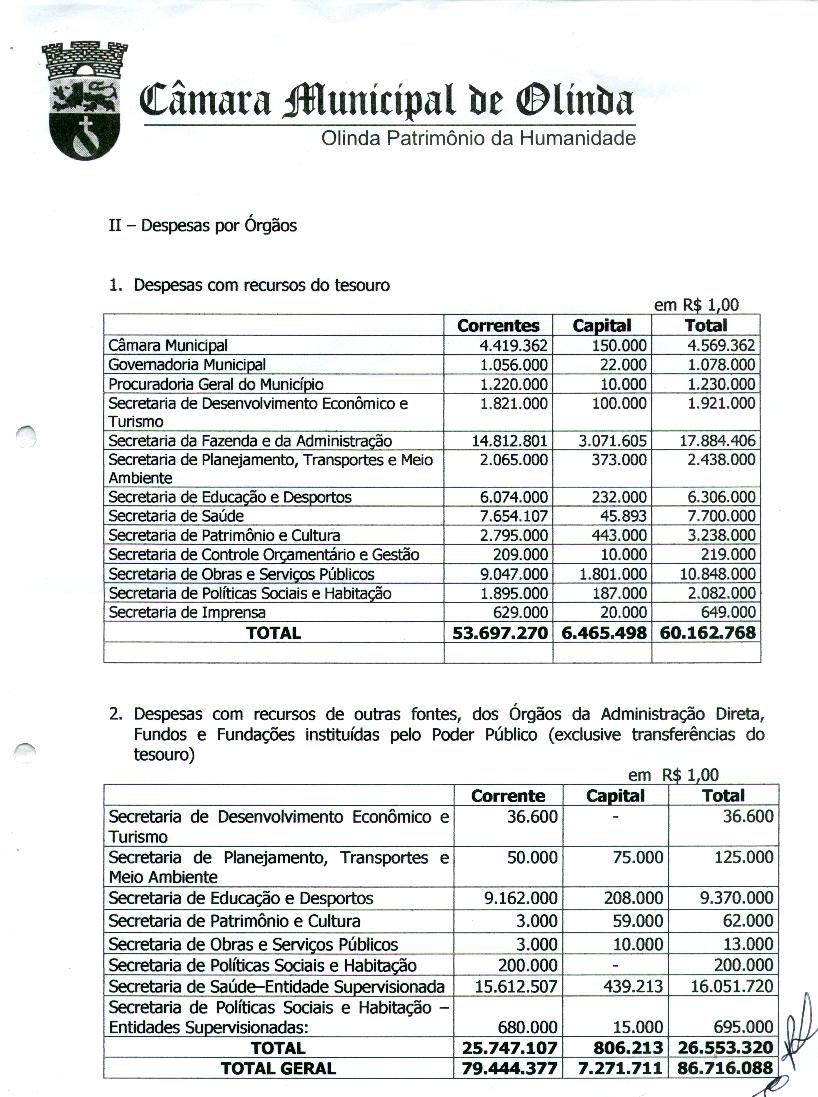 Câmara Municipal de Olinda
Olinda Patrimônio da Humanidade
II – Despesas por Órgãos
1. Despesas com recursos do tesouro
em R$ 1,00
Correntes Capital Total
Câmara Municipal 4.419.362 150.000 4.569.362
Governadoria Municipal 1.056.000 22.000 1.078.000
Procuradoria Geral do Município 1.220.000 10.000 1.230.000
Secretaria de Desenvolvimento Econômico e 1.821.000 100.000 1.921.000
Turismo
Secretaria da Fazenda e da Administração 14.812.801 3.071.605 17.884.406
Secretaria de Planejamento, Transportes e Meio 2.065.000 373.000 2.438.000
Ambiente
Secretaria de Educação e Desportos 6.074.000 232.000 6.306.000
Secretaria de Saúde 7.654.107 45.893 7.700.000
Secretaria de Patrimônio e Cultura 2.795.000 443.000 3.238.000
Secretaria de Controle Orçamentário e Gestão 209.000 10.000 219.000
Secretaria de Obras e Serviços Públicos 9.047.000 1.801.000 10.848.000
Secretaria de Políticas Sociais e Habitação 1.895.000 187.000 2.082.000
Secretaria de Imprensa 629.000 20.000 649.000
TOTAL 53.697.270 6.465.498 60.162.768
2. Despesas com recursos de outras fontes, dos Órgãos da Administração Direta,
Fundos e Fundações instituídas pelo Poder Público (exclusive transferências do
tesouro)
em R$ 1,00
Corrente Capital Total
Secretaria de Desenvolvimento Econômico e 36.600 - 36.600
Turismo
Secretaria de Planejamento, Transportes e 50.000 75.000 125.000
Meio Ambiente
Secretaria de Educação e Desportos 9.162.000 208.000 9.370.000
Secretaria de Patrimônio e Cultura 3.000 59.000 62.000
Secretaria de Obras e Serviços Públicos 3.000 10.000 13.000
Secretaria de Políticas Sociais e Habitação 200.000 - 200.000
Secretaria de Saúde–Entidade Supervisionada 15.612.507 439.213 16.051.720
Secretaria de Políticas Sociais e Habitação –
Entidades Supervisionadas: 680.000 15.000 695.000
TOTAL 25.747.107 806.213 26.553.320
TOTAL GERAL 79.444.377 7.271.711 86.716.088